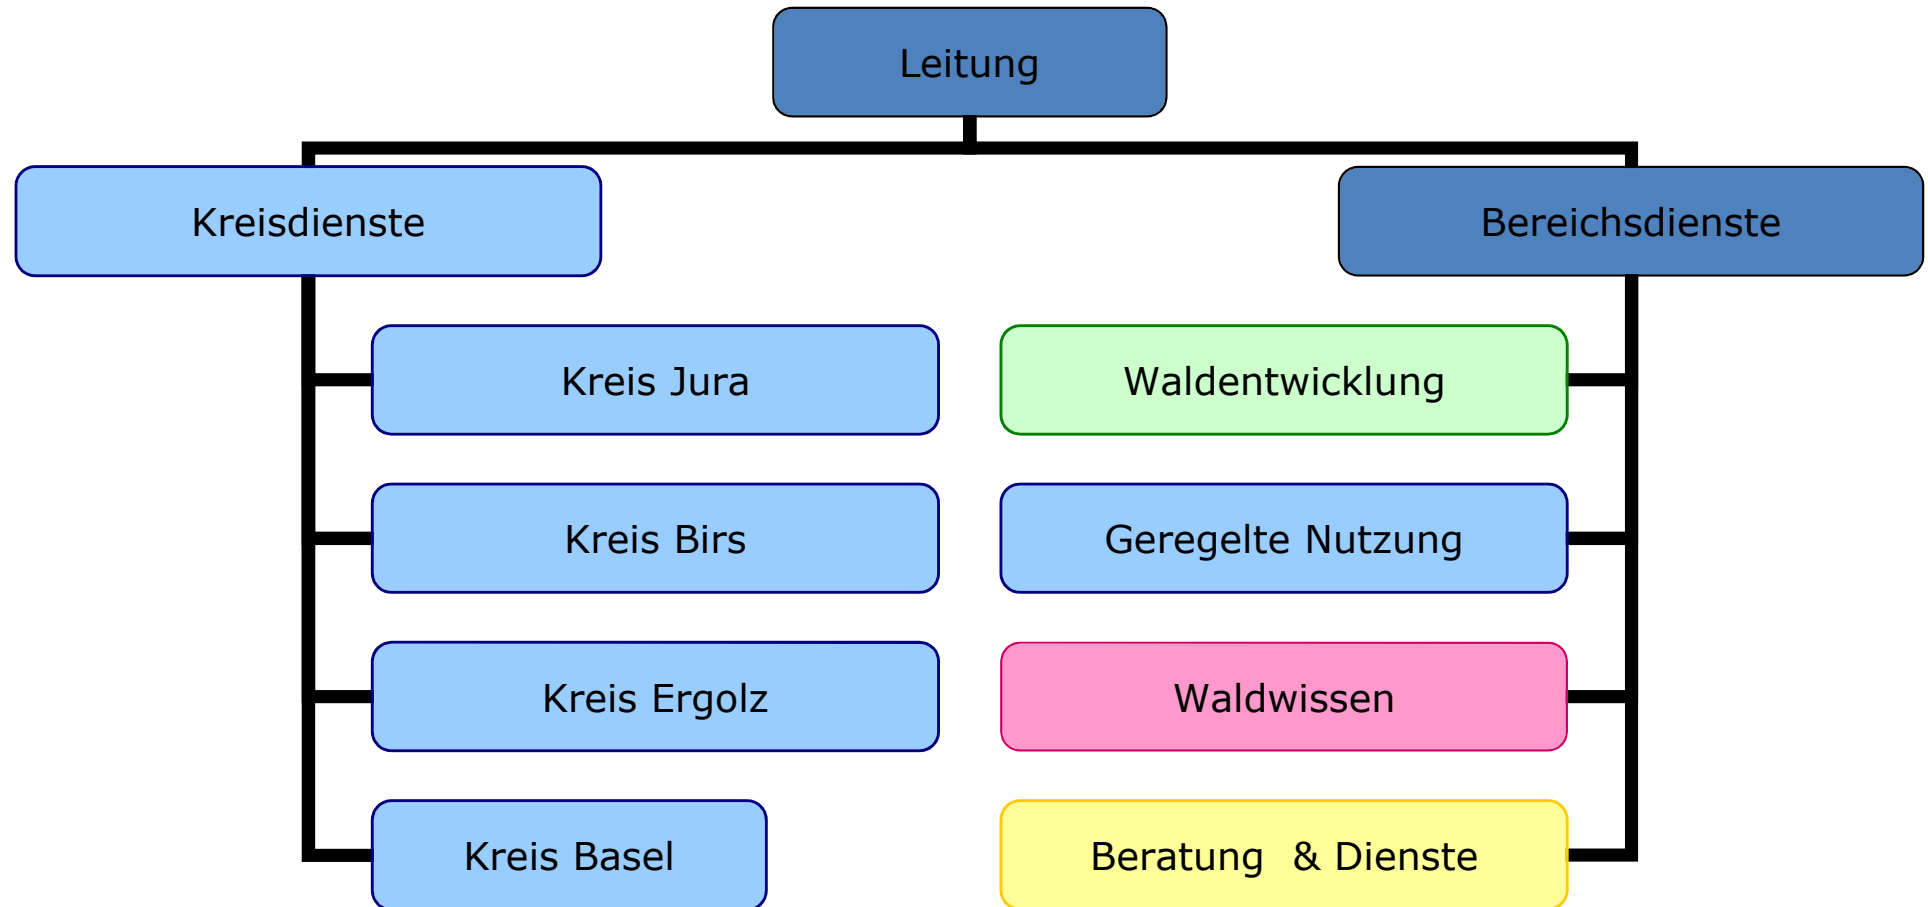 Leitung
Kreisdienste
Bereichsdienste
Kreis Jura
Waldentwicklung
Kreis Birs
Geregelte Nutzung
Kreis Ergolz
Waldwissen
Kreis Basel
Beratung  & Dienste